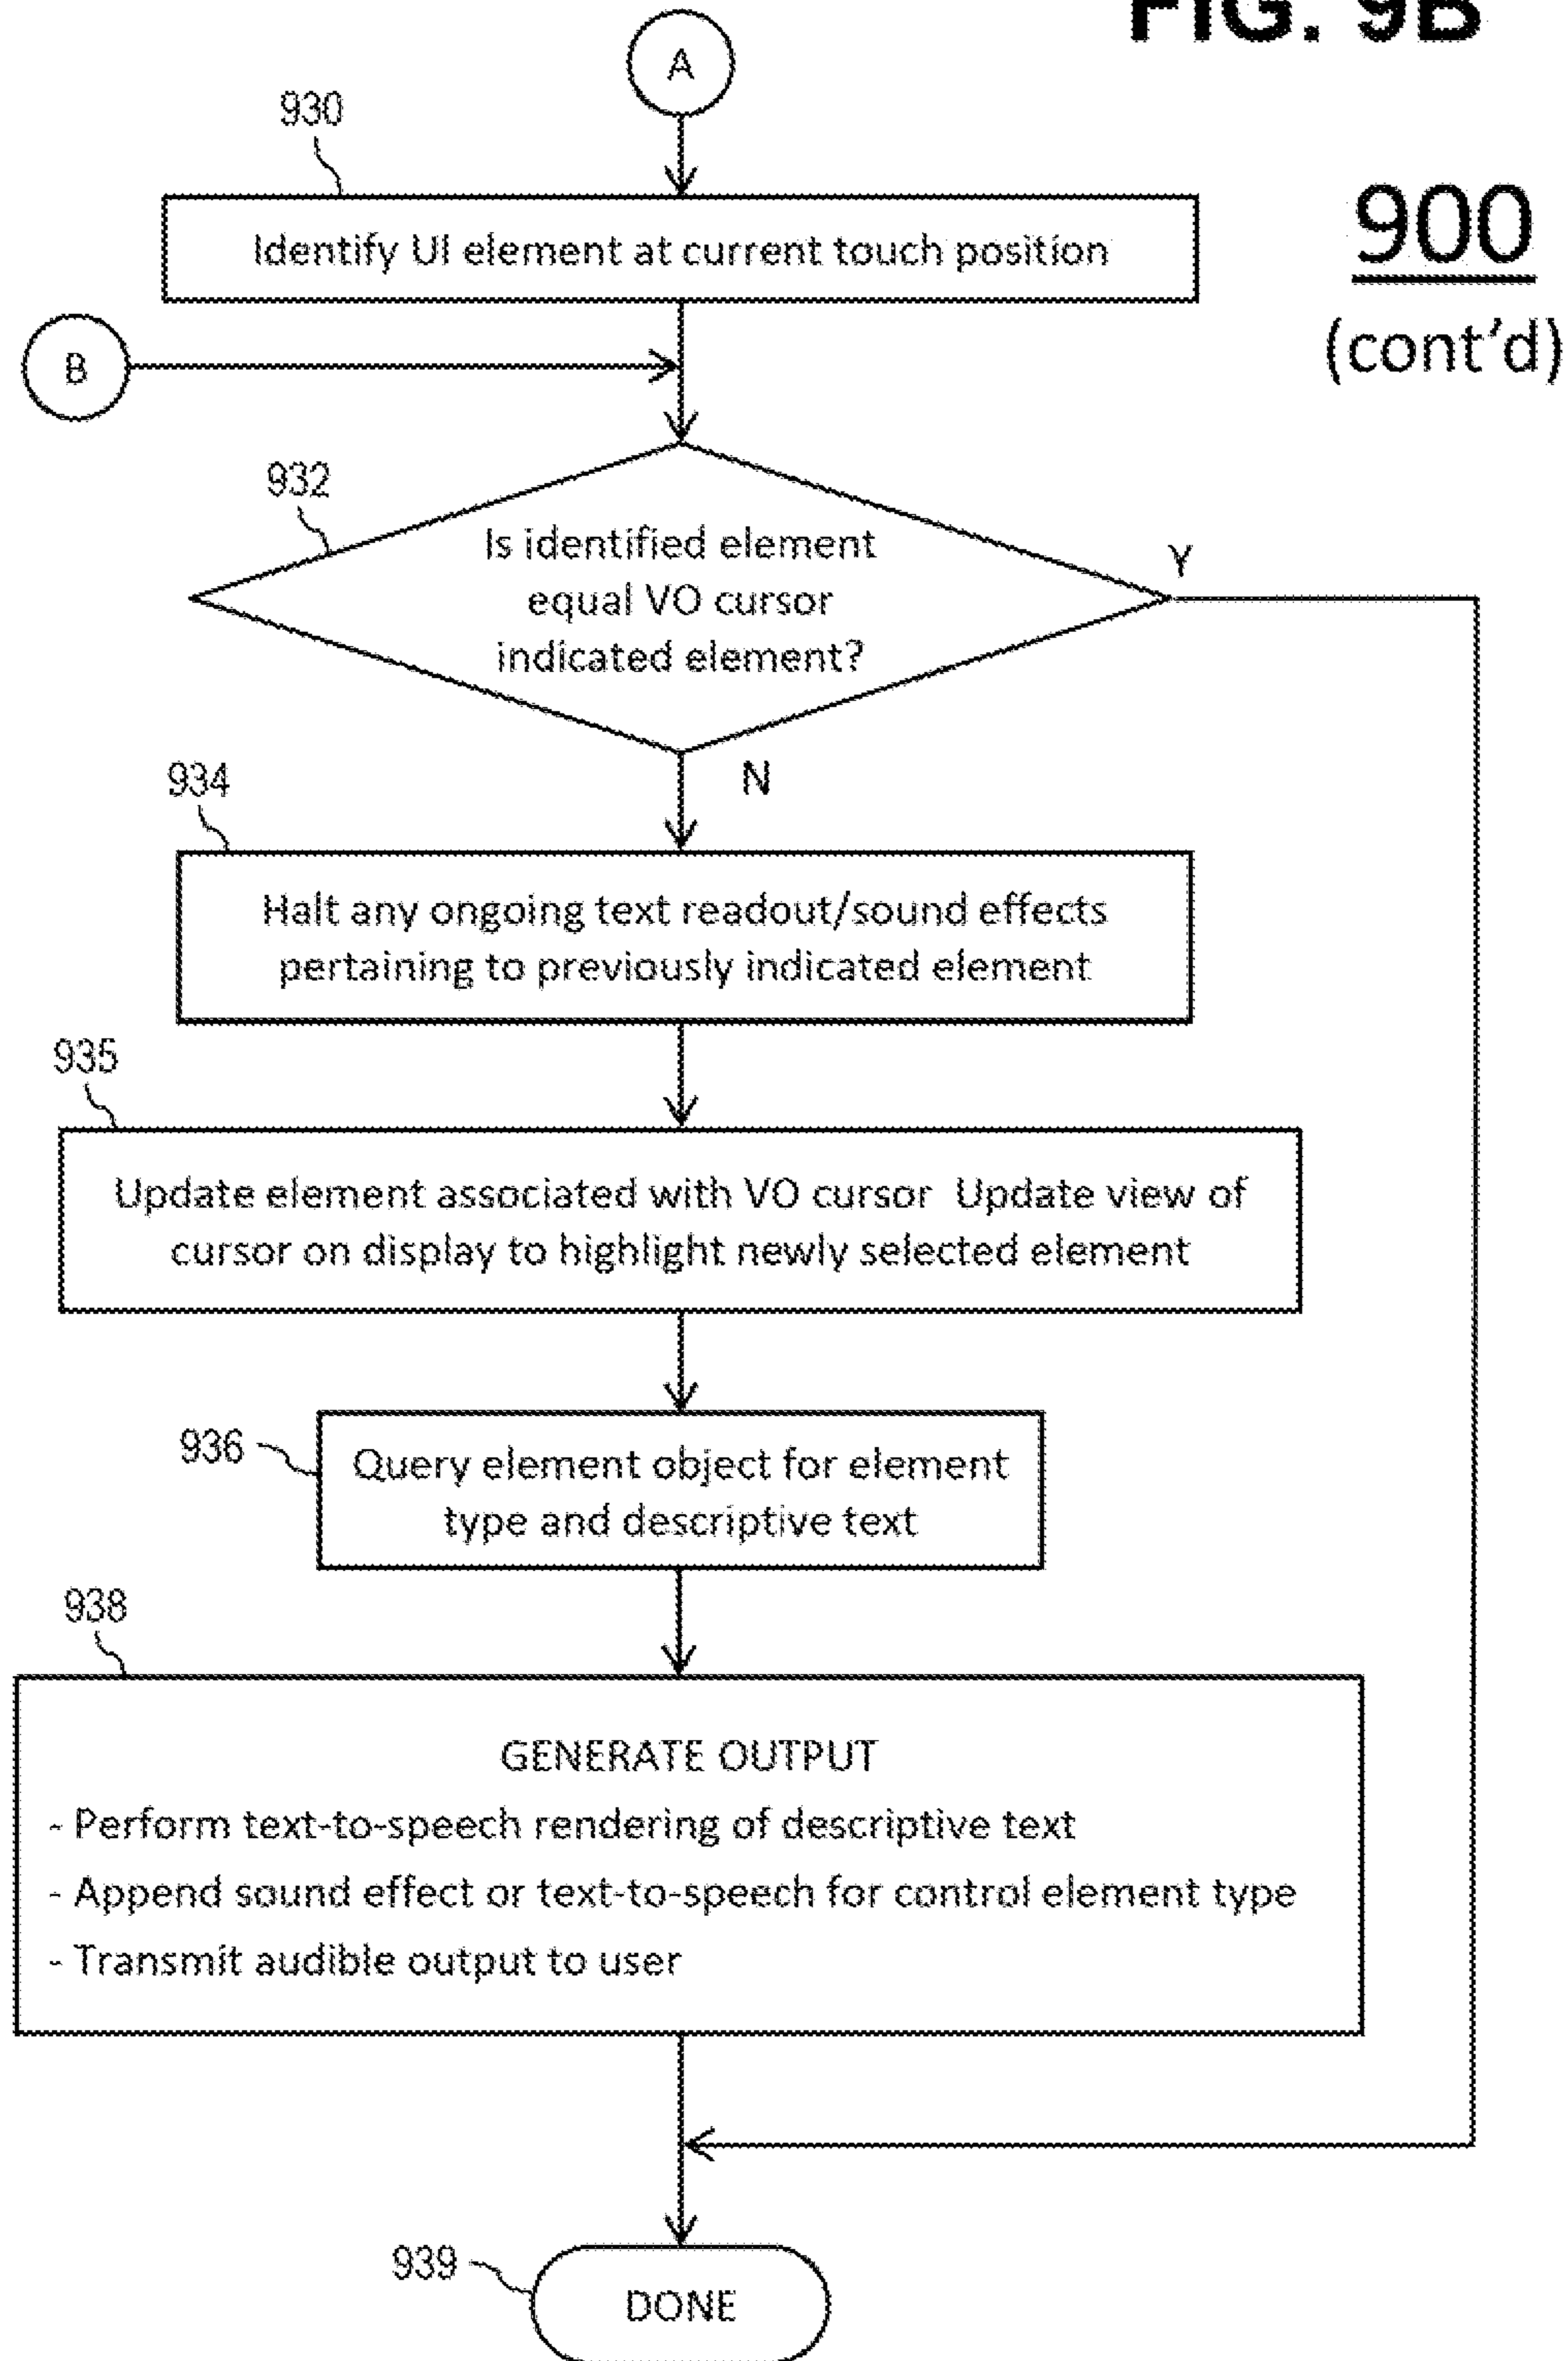 FIG. 9B
A
930
900
Identify UI element at current touch position
(cont'd)
B
932
Is identified element
equal VO cursor
indicated element?
Y
N
934
Halt any ongoing text readout/sound effects
pertaining to previously indicated element
935
Update element associated with VO cursor  Update view of
cursor on display to highlight newly selected element
936
Query element object for element
type and descriptive text
938
GENERATE OUTPUT
- Perform text-to-speech rendering of descriptive text
- Append sound effect or text-to-speech for control element type
- Transmit audible output to user
939
DONE